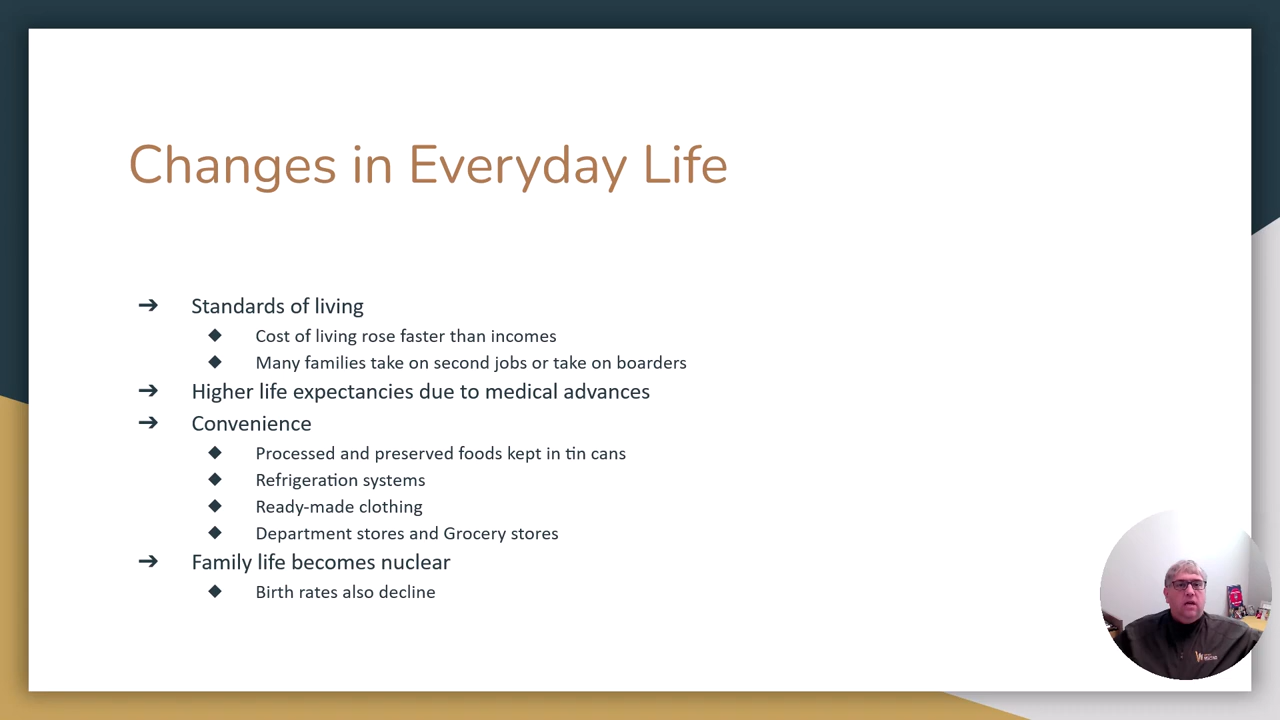 Changes in Everyday Life
➔ Standards of living
◆ Cost of living rose faster than incomes
◆ Many families take on second jobs or take on boarders
➔ Higher life expectancies due to medical advances
➔ Convenience
◆ Processed and preserved foods kept in tin cans
◆ Refrigeration systems
◆ Ready-made clothing
◆ Department stores and Grocery stores
➔ Family life becomes nuclear
◆ Birth rates also decline